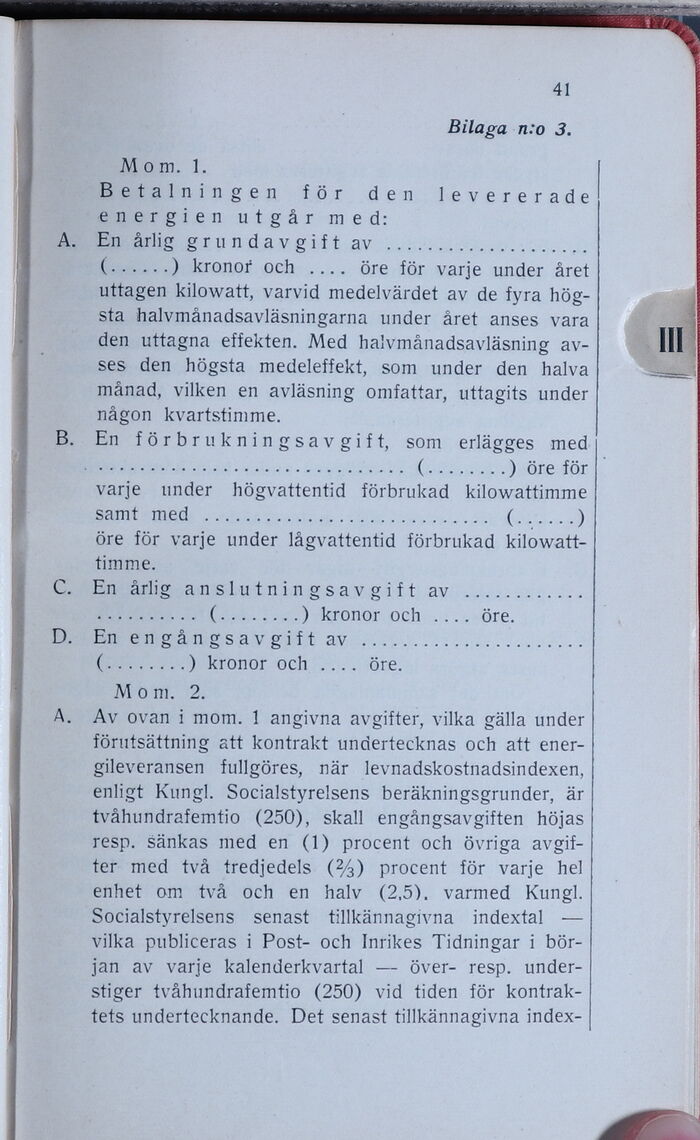 41
Bilaga n:o 3.
Mom. 1.
Betalningen för den levererade
energien utgår med:
A. En årlig grundavgift av ....................
(......) kronor och .... öre för varje under året
uttagen kilowatt, varvid medelvärdet av de fyra hög-
sta halvmånadsavläsningarna under året anses vara
den uttagna effekten. Med halvmånadsavläsning av-
ses den högsta medeleffekt, som under den halva
månad, vilken en avläsning omfattar, uttagits under
någon kvartstimme.
III
B. En förbrukningsavgift, som erlägges med
.............................. (........) öre för
varje under högvattentid förbrukad kilowattimme
samt med ............................ (.......)
öre för varje under lågvattentid förbrukad kilowatt-
timme.
C. En årlig anslutningsavgift av ............
.......... (........) kronor och .... öre.
D. En engångsavgift av ......................
(........) kronor och .... öre.
Mom. 2.
A. Av ovan i mom. 1 angivna avgifter, vilka gälla under
förutsättning att kontrakt undertecknas och att ener-
gileveransen fullgöres, när levnadskostnadsindexen,
enligt Kungl. Socialstyrelsens beräkningsgrunder, är
tvåhundrafemtio (250), skall engångsavgiften höjas
resp. sänkas med en (1) procent och övriga avgif-
ter med två tredjedels (⅔) procent för varje hel
enhet om två och en halv (2,5), varmed Kungl.
Socialstyrelsens senast tillkännagivna indextal —
vilka publiceras i Post- och Inrikes Tidningar i bör-
jan av varje kalenderkvartal — över- resp. under-
stiger tvåhundrafemtio (250) vid tiden för kontrak-
tets undertecknande. Det senast tillkännagivna index-